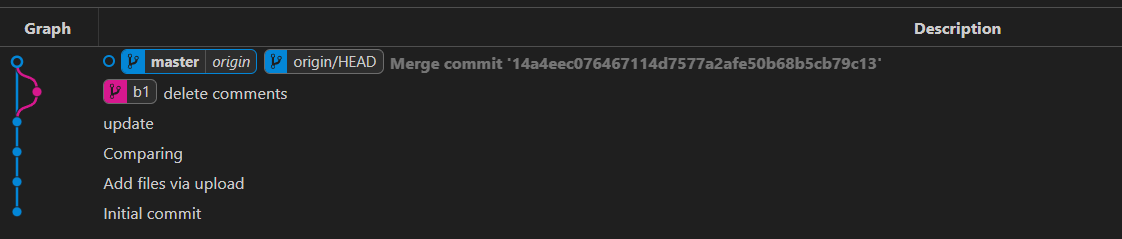 Graph Description
master origin origin/HEAD Merge commit '14a4eec076467114d7577a2afe50b68b5cb79c13'
b1 delete comments
update
Comparing
Add files via upload
Initial commit